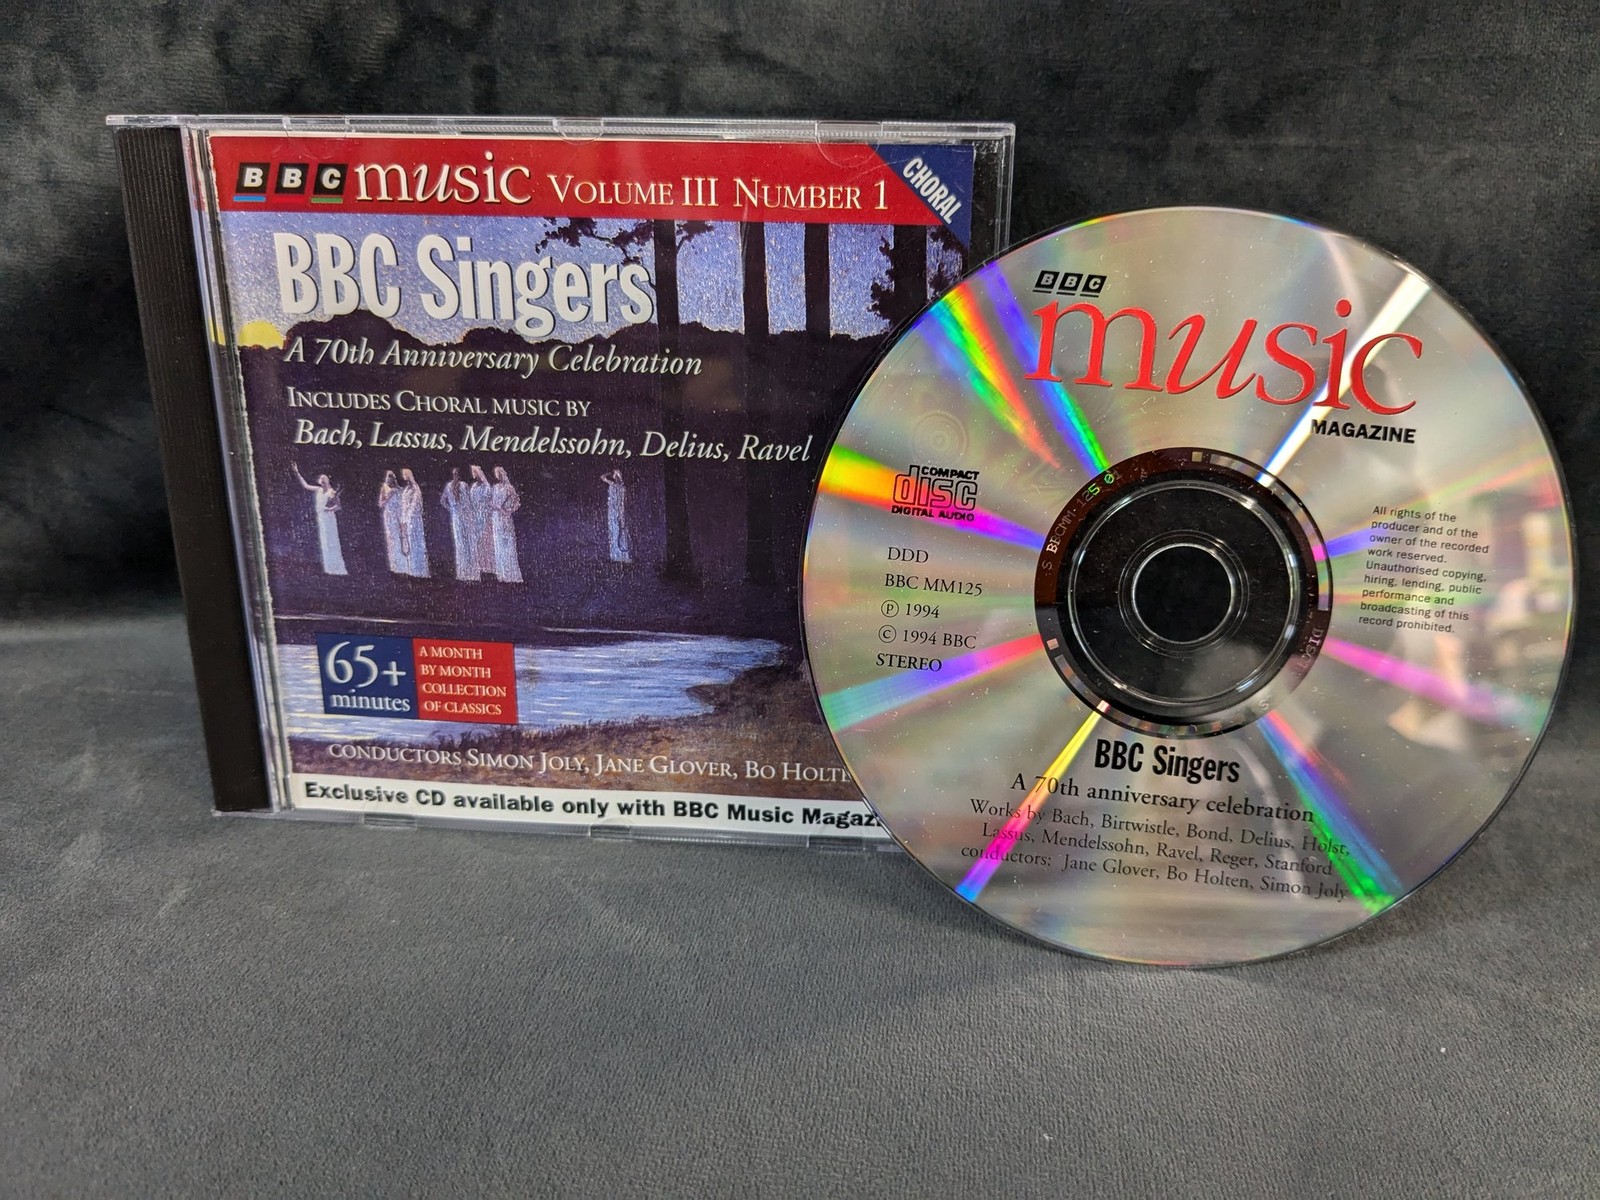 BBC music VOLUME III NUMBER 1
CHORAL
BBC Singers
A 70th Anniversary Celebration
INCLUDES CHORAL MUSIC BY
Bach, Lassus, Mendelssohn, Delius, Ravel
65+
minutes
A MONTH
BY MONTH
COLLECTION
OF CLASSICS
CONDUCTORS SIMON JOLY, JANE GLOVER, BO HOLTE
Exclusive CD available only with BBC Music Magaz
BBC
music
MAGAZINE
COMPACT
disc
DIGITAL AUDIO
DDD
BBC MM125
Ⓟ 1994
© 1994 BBC
STEREO
All rights of the
producer and of the
owner of the recorded
work reserved.
Unauthorised copying,
hiring, lending, public
performance and
broadcasting of this
record prohibited.
BBC Singers
A 70th anniversary celebration
Works by Bach, Birtwistle, Bond, Delius, Holst,
Lassus, Mendelssohn, Ravel, Reger, Stanford
conductors: Jane Glover, Bo Holten, Simon Joly